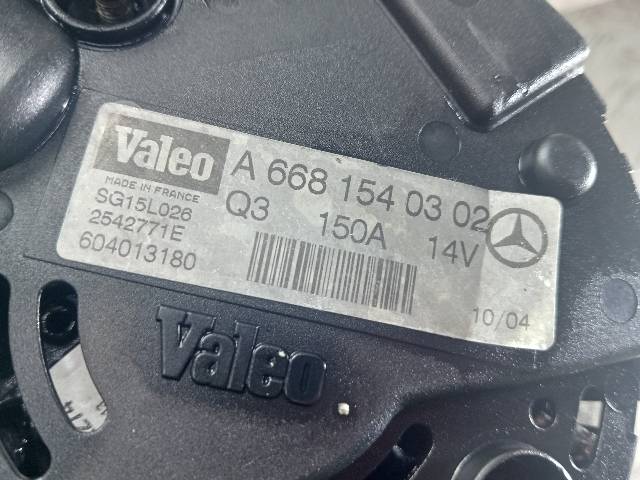 Valeo A 668 154 03 02
MADE IN FRANCE
SG15L026 Q3 150A 14V
2542771E
604013180
10/04
Valeo